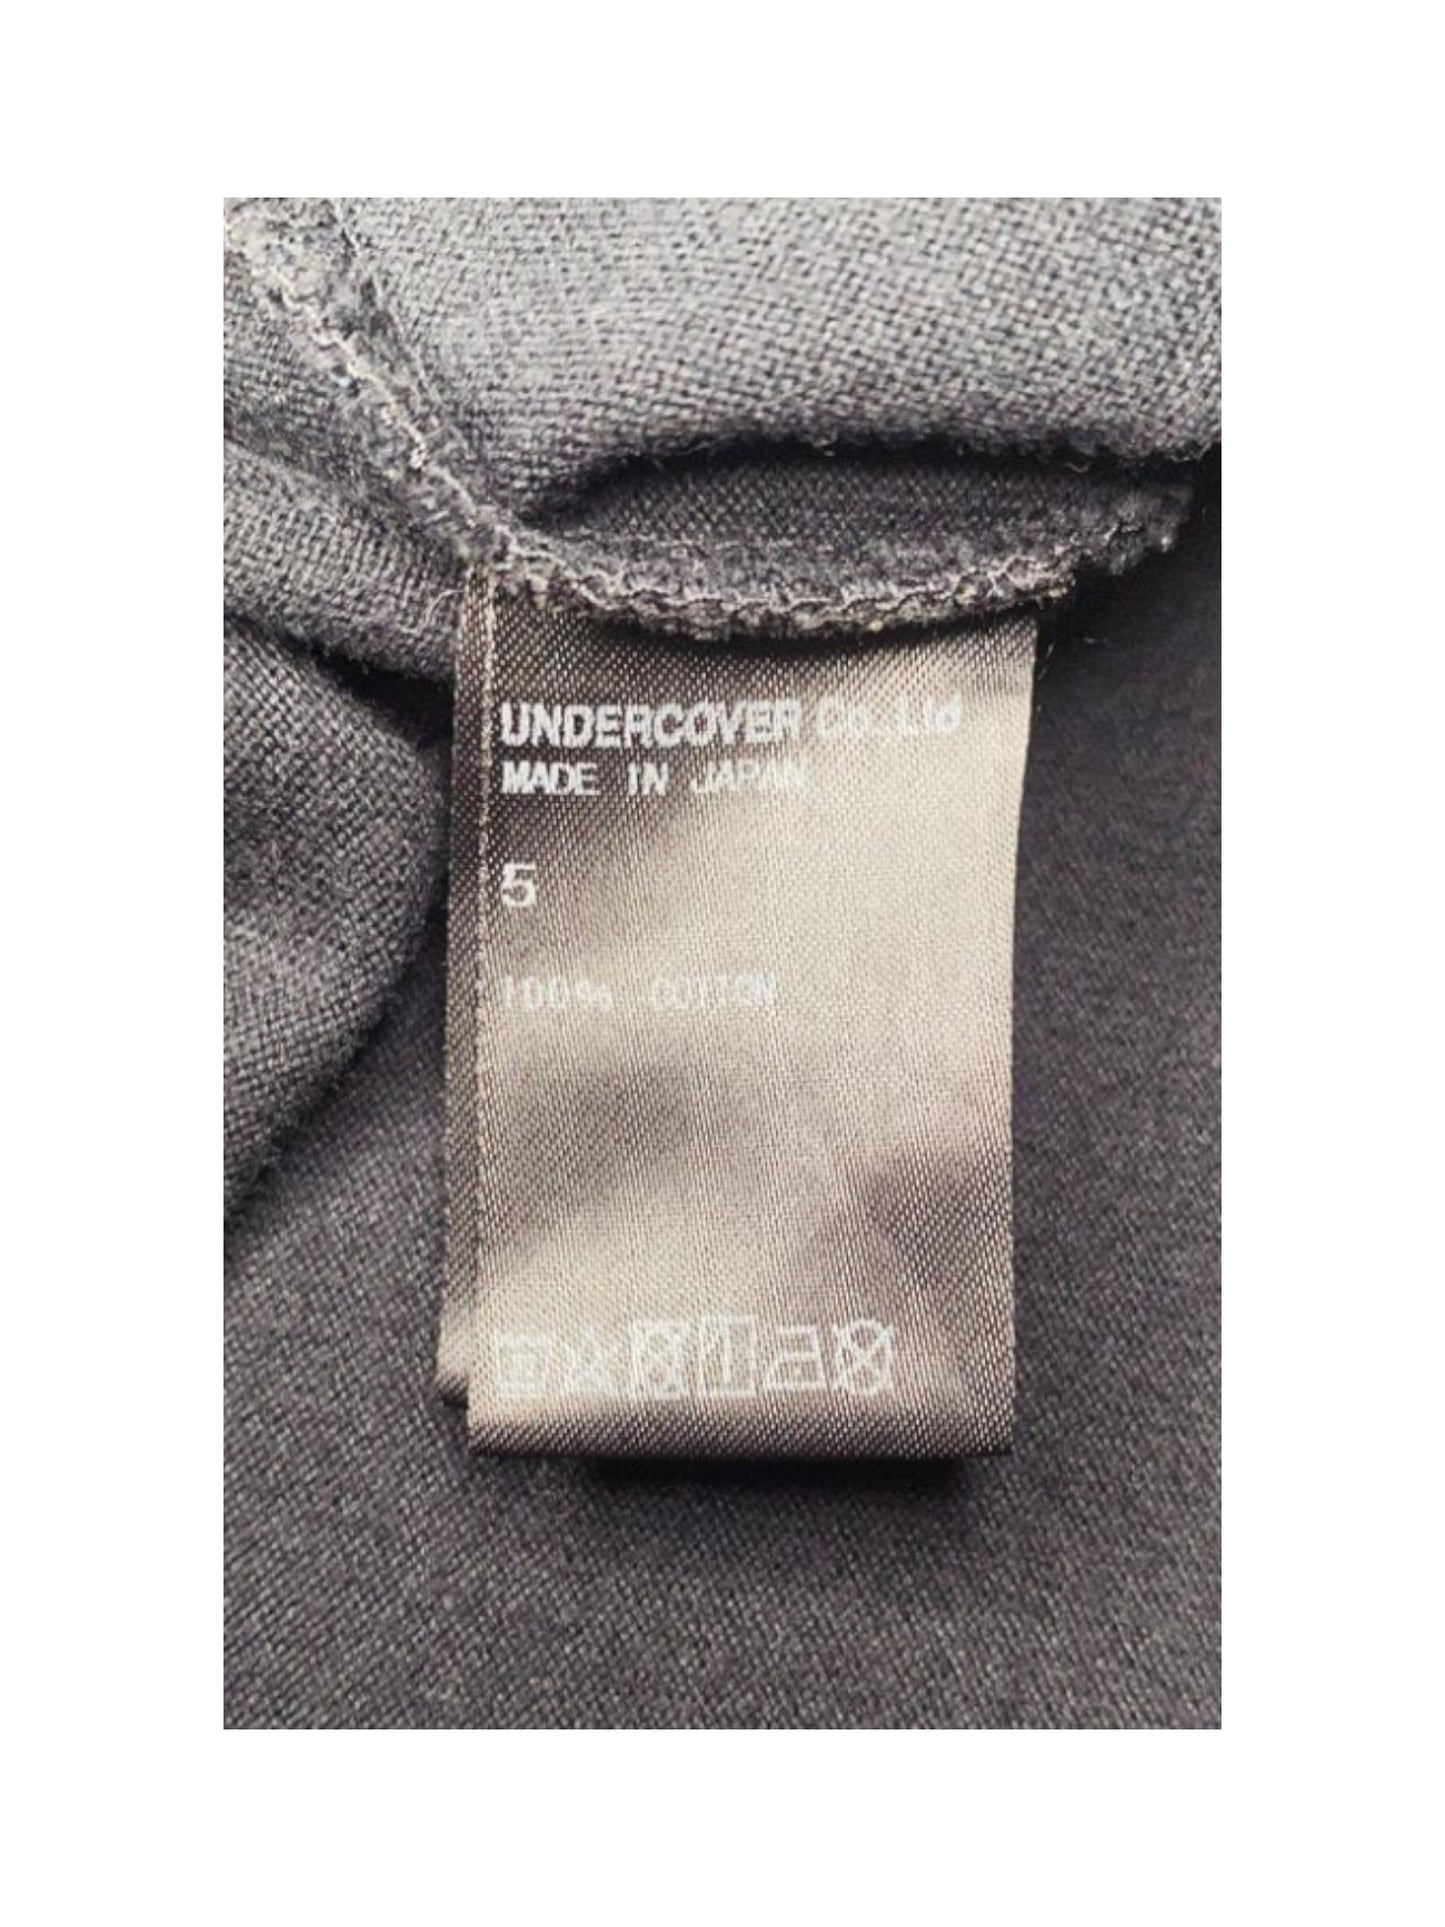 UNDERCOVER Co.,Ltd
MADE IN JAPAN
5
100% COTTON